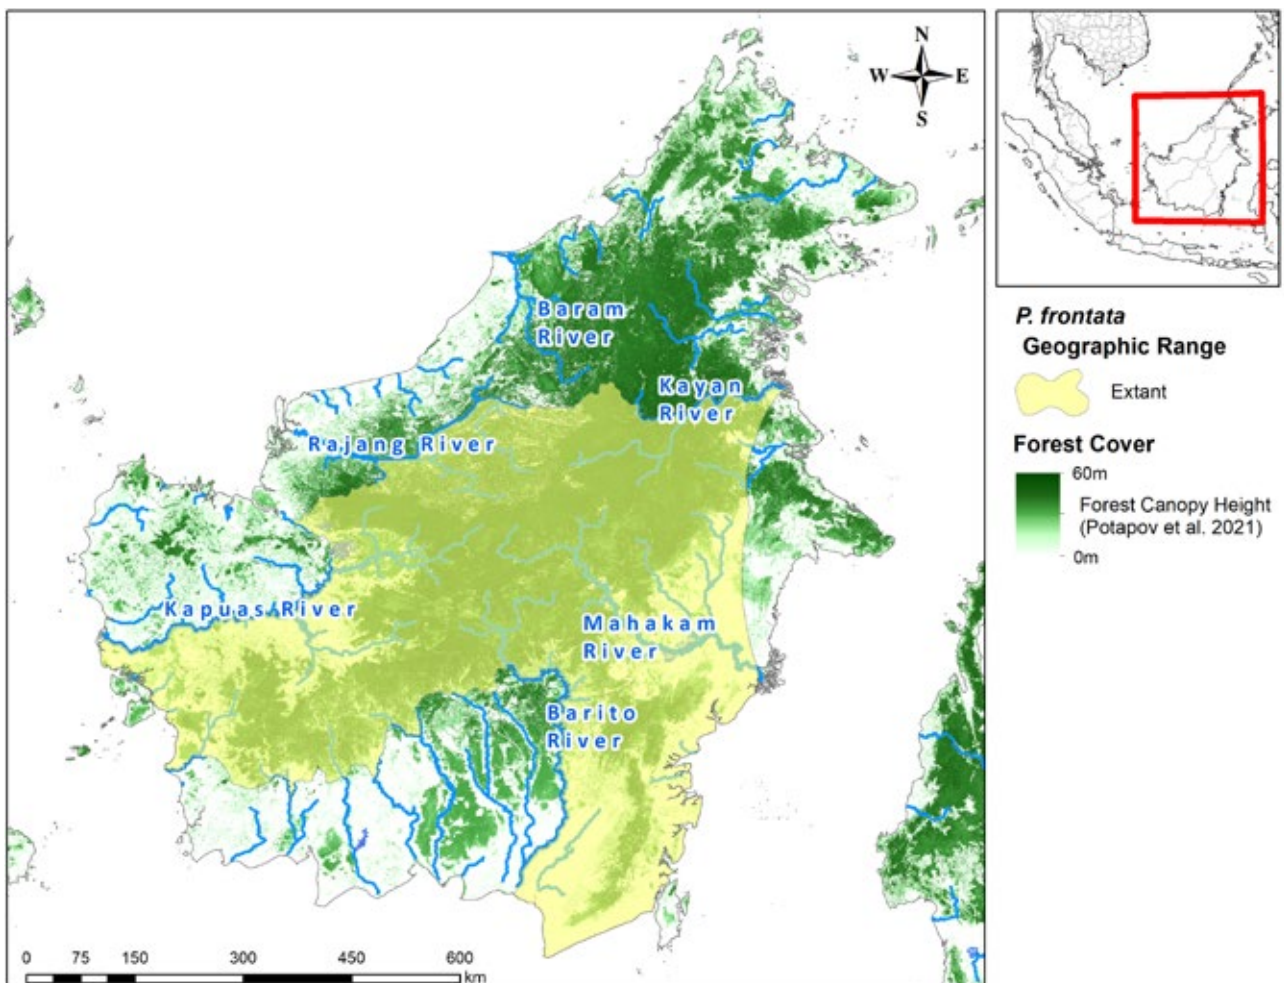 N
W E
S
Baram
River
Kayan
River
Rajang River
Kapuas River
Mahakam
River
Barito
River
0 75 150 300 450 600
km
P. frontata
Geographic Range
Extant
Forest Cover
60m
Forest Canopy Height
(Potapov et al. 2021)
0m